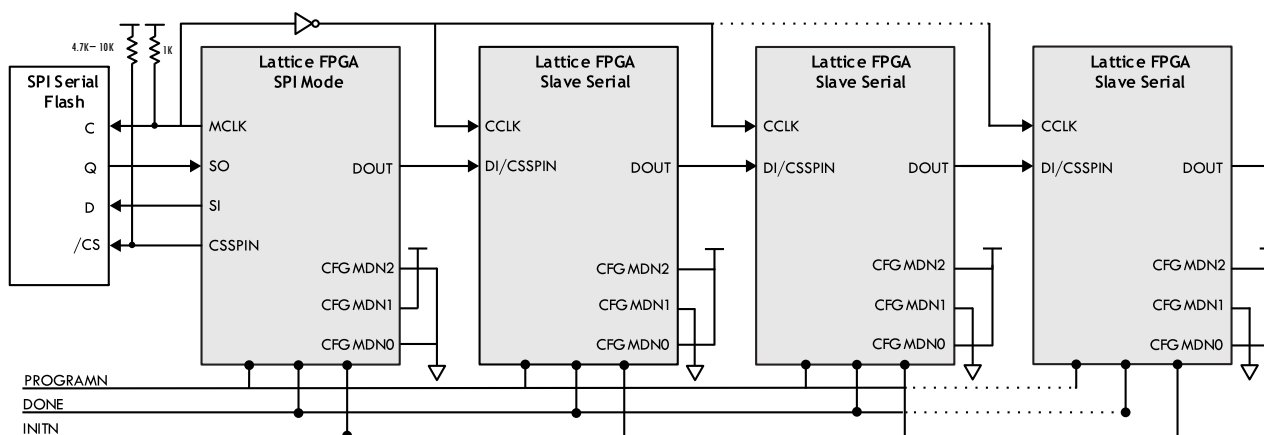 4.7K– 10K
1K
SPI Serial
Flash
C
Q
D
/CS
Lattice FPGA
SPI Mode
MCLK
SO
SI
CSSPIN
DOUT
CFGMDN2
CFGMDN1
CFGMDN0
Lattice FPGA
Slave Serial
CCLK
DI/CSSPIN
DOUT
CFGMDN2
CFGMDN1
CFGMDN0
Lattice FPGA
Slave Serial
CCLK
DI/CSSPIN
DOUT
CFGMDN2
CFGMDN1
CFGMDN0
Lattice FPGA
Slave Serial
CCLK
DI/CSSPIN
DOUT
CFGMDN2
CFGMDN1
CFGMDN0
PROGRAMN
DONE
INITN